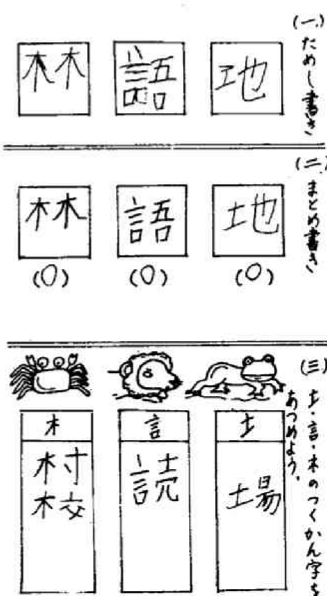 (一)ためし書き
地
語
林
(二)まとめ書き
地
語
林
(〇)
(〇)
(〇)
(三)土・言・木のつくかん字を
あつめよう。
土
場
言
読
木
村
校